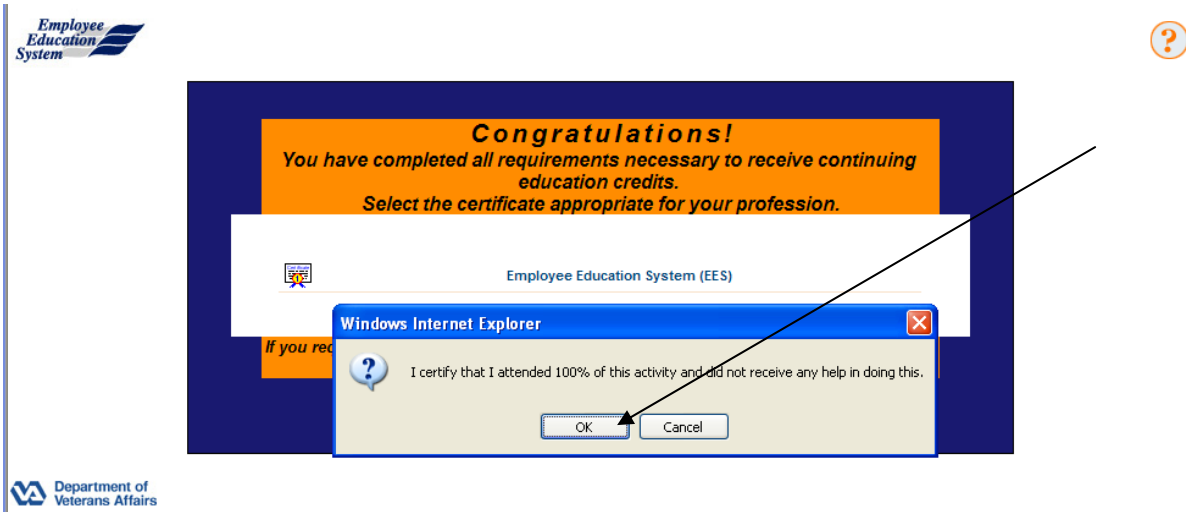 Employee
Education
System
?
Congratulations!
You have completed all requirements necessary to receive continuing
education credits.
Select the certificate appropriate for your profession.
Employee Education System (EES)
Windows Internet Explorer
If you
I certify that I attended 100% of this activity and did not receive any help in doing this.
OK
Cancel
VA
Department of
Veterans Affairs